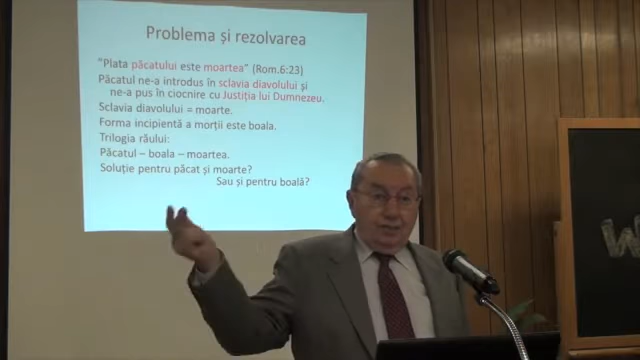 Problema și rezolvarea
"Plata păcatului este moartea" (Rom.6:23)
Păcatul ne-a introdus în sclavia diavolului și
ne-a pus în ciocnire cu Justiția lui Dumnezeu.
Sclavia diavolului = moarte.
Forma incipientă a morții este boala.
Trilogia răului:
Păcatul – boala – moartea.
Soluție pentru păcat și moarte?
Sau și pentru boală?